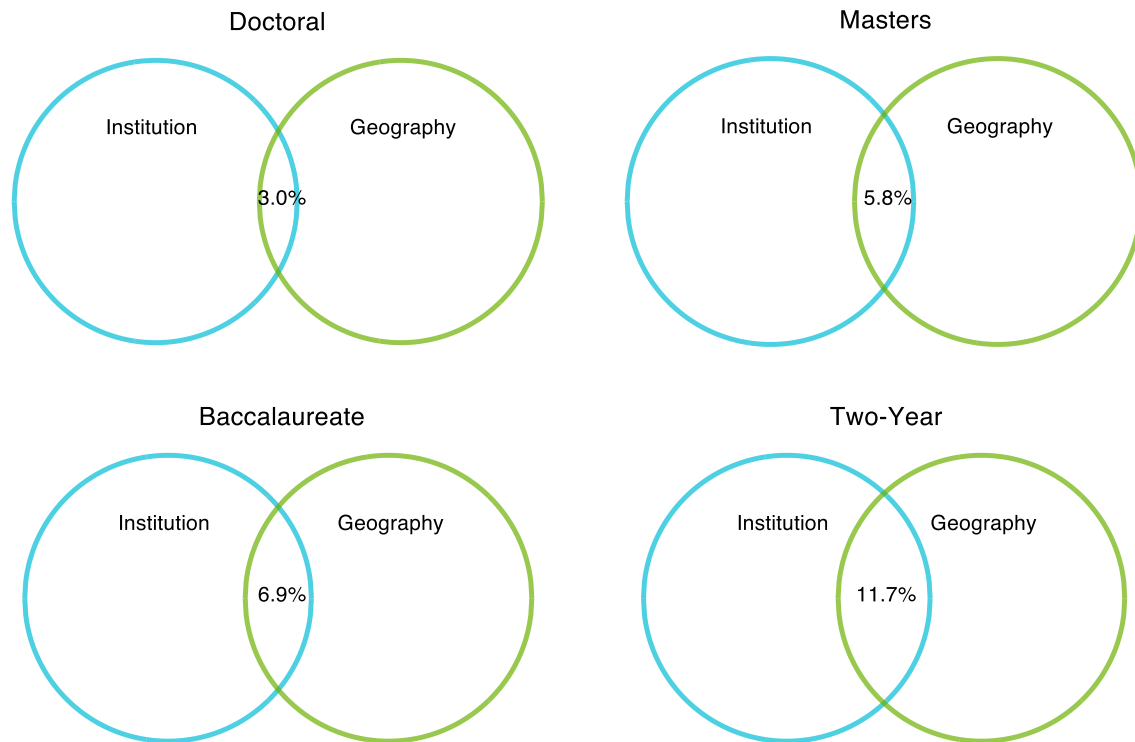 Doctoral
Institution
Geography
3.0%
Masters
Institution
Geography
5.8%
Baccalaureate
Institution
Geography
6.9%
Two-Year
Institution
Geography
11.7%